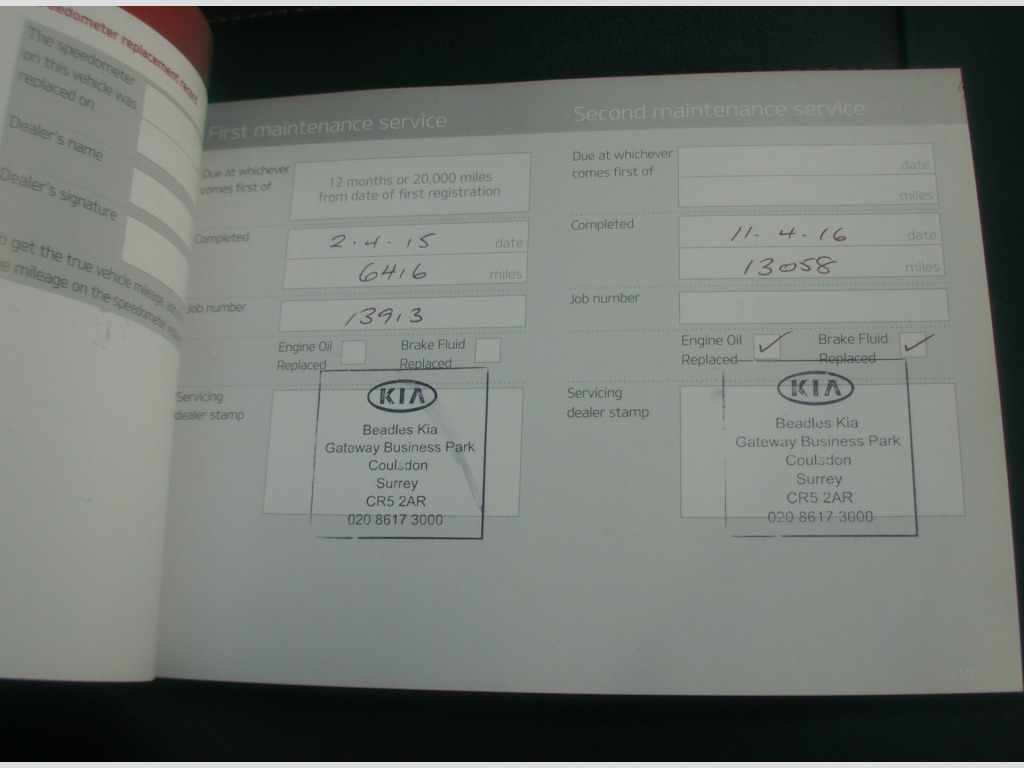 speedometer replacement record
The speedometer
on this vehicle was
replaced on
Dealer's name
Dealer's signature
get the true vehicle mileage,
mileage on the speedometer
First maintenance service
Due at whichever
comes first of
12 months or 20,000 miles
from date of first registration
Completed
2.4.15 date
6416 miles
Job number
13913
Engine Oil
Replaced
Brake Fluid
Replaced
Servicing
dealer stamp
KIA
Beadles Kia
Gateway Business Park
Coulsdon
Surrey
CR5 2AR
020 8617 3000
Second maintenance service
Due at whichever
comes first of
date
miles
Completed
11.4.16 date
13058 miles
Job number
Engine Oil
Replaced
✓
Brake Fluid
Replaced
✓
Servicing
dealer stamp
KIA
Beadles Kia
Gateway Business Park
Coulsdon
Surrey
CR5 2AR
020 8617 3000